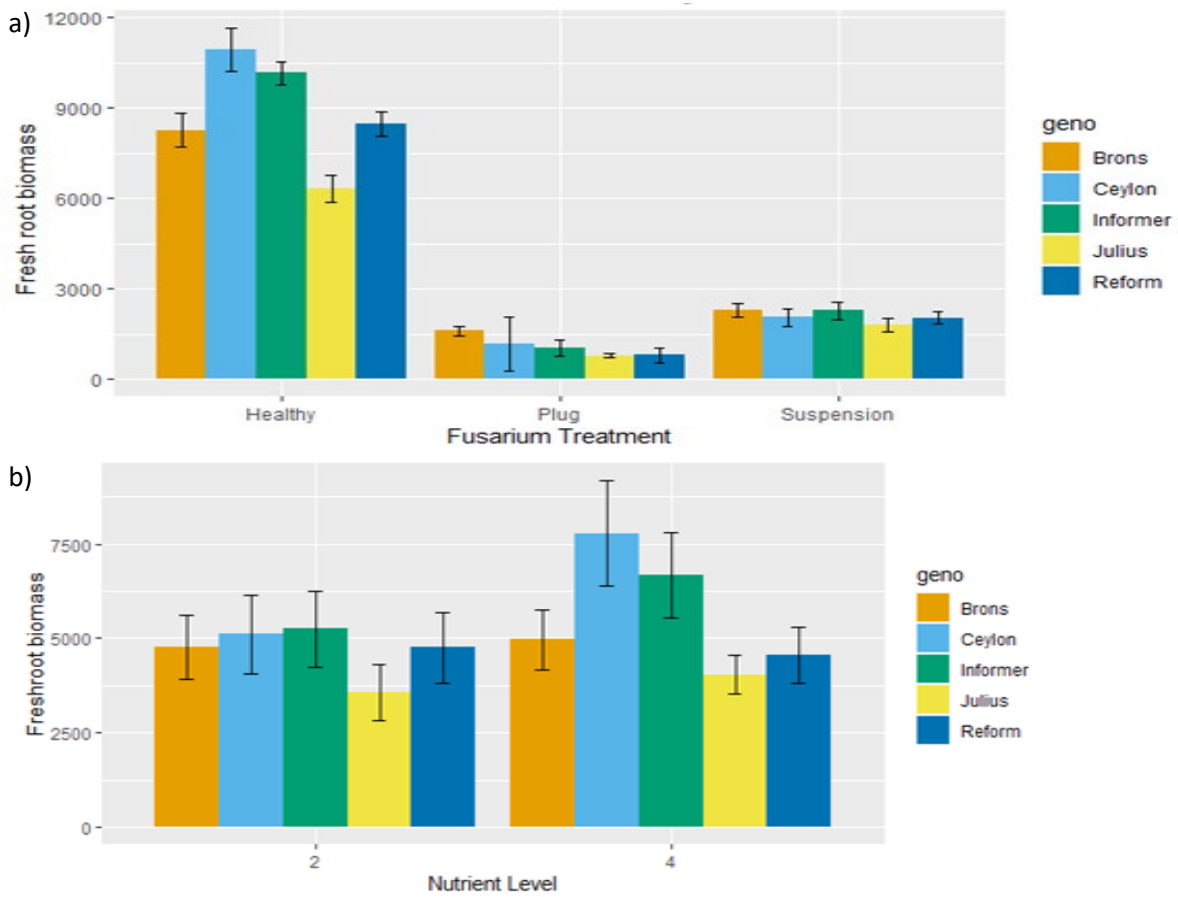 a)
12000
9000
6000
3000
0
Fresh root biomass
Healthy
Plug
Suspension
Fusarium Treatment
geno
Brons
Ceylon
Informer
Julius
Reform
b)
7500
5000
2500
0
Freshroot biomass
2
4
Nutrient Level
geno
Brons
Ceylon
Informer
Julius
Reform